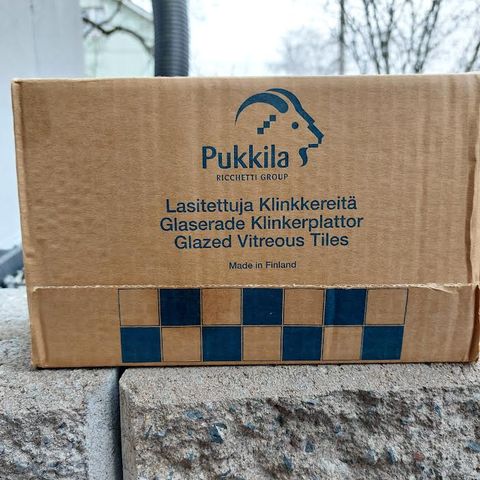 Pukkila
RICCHETTI GROUP
Lasitettuja Klinkkereitä
Glaserade Klinkerplattor
Glazed Vitreous Tiles
Made in Finland